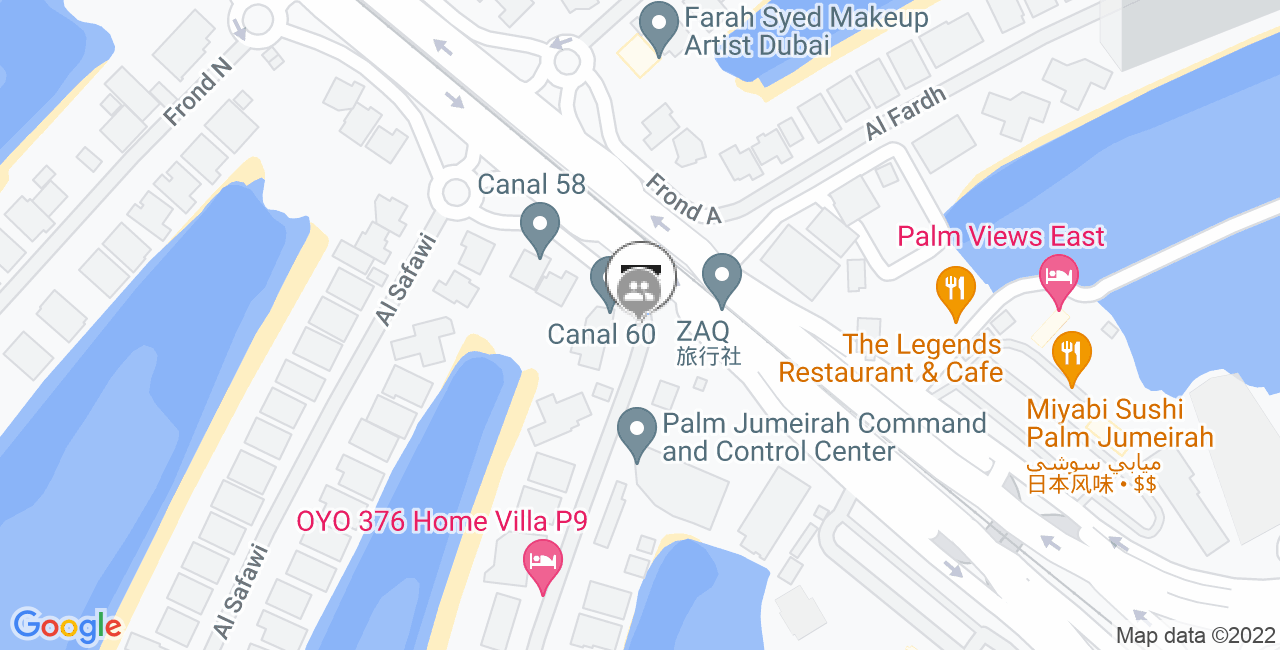 Farah Syed Makeup
Artist Dubai
Frond N
Al Fardh
Canal 58
Frond A
Palm Views East
Al Safawi
Canal 60
ZAQ
旅行社
The Legends
Restaurant & Cafe
Miyabi Sushi
Palm Jumeirah
ميابي سوشي
日本风味 • $$
Palm Jumeirah Command
and Control Center
OYO 376 Home Villa P9
Al Safawi
Google
Map data ©2022